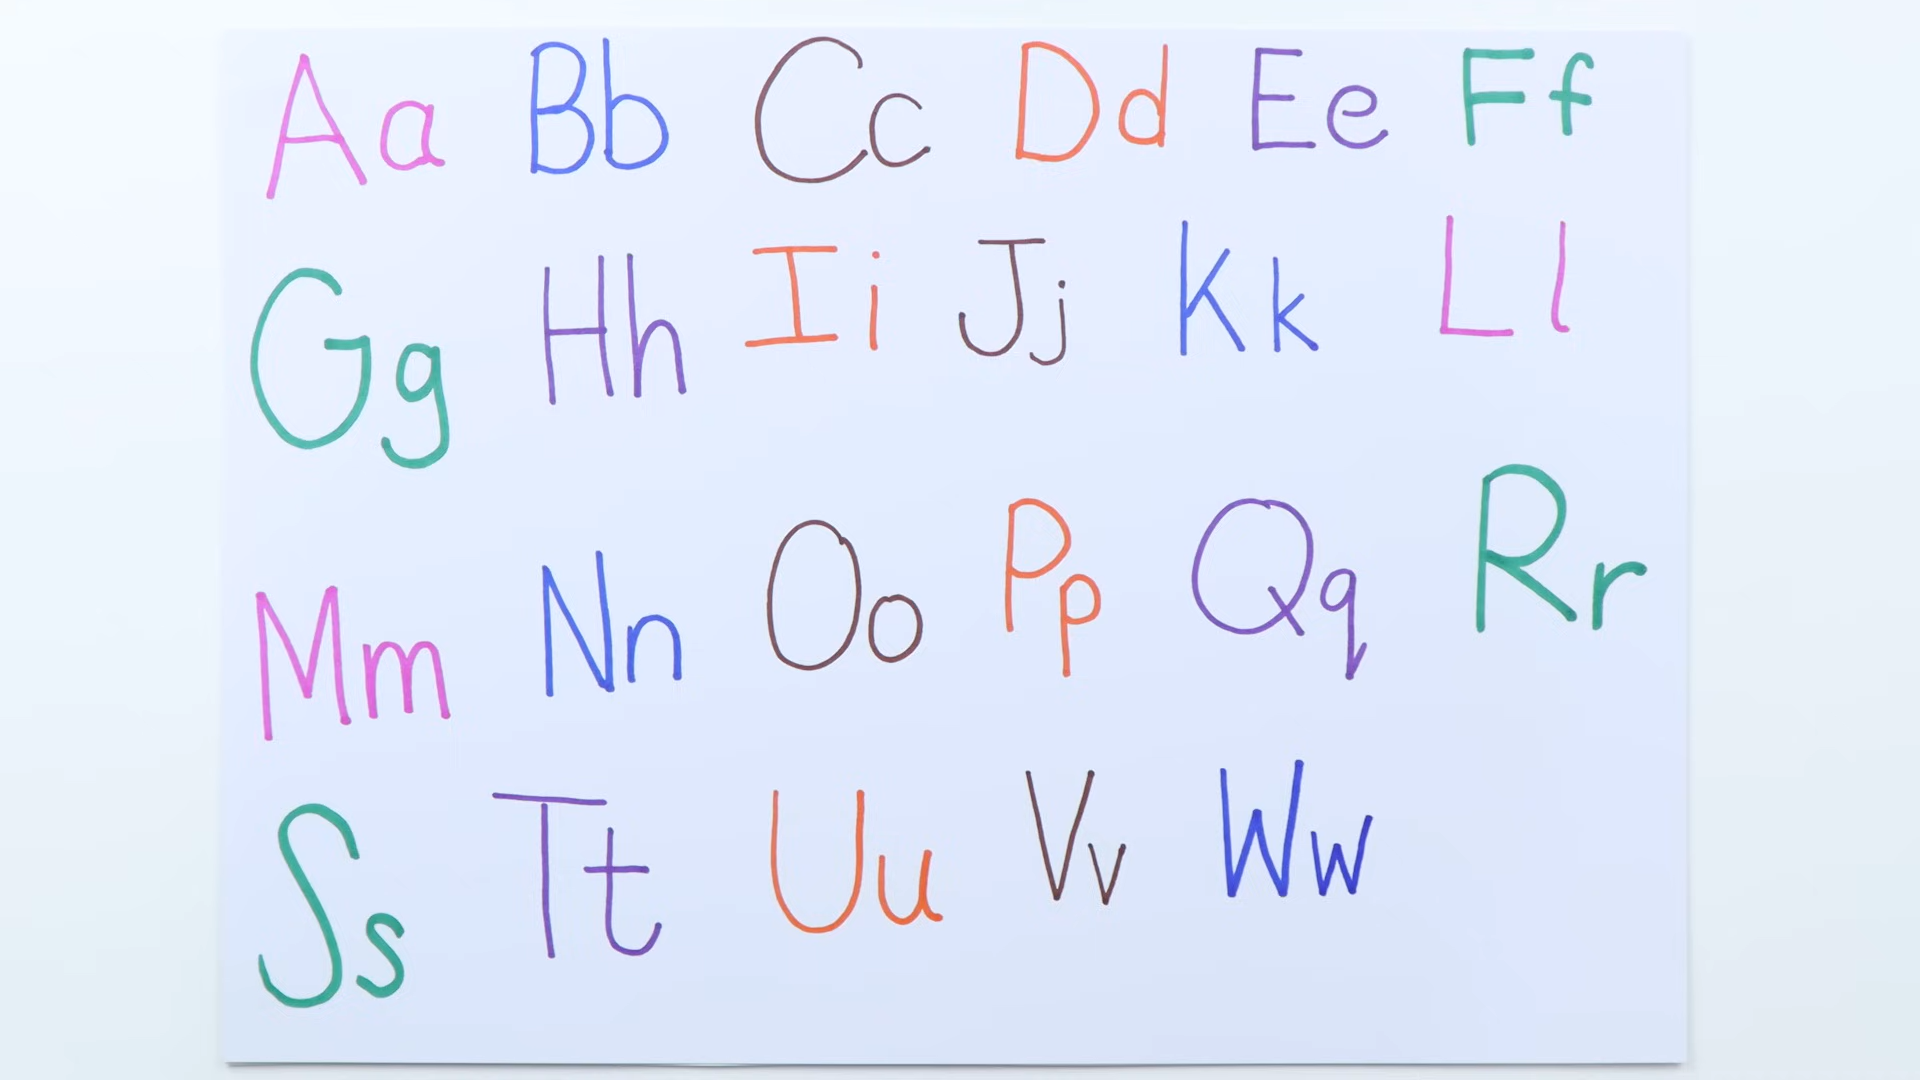 Aa Bb Cc Dd Ee Ff
Gg Hh Ii Jj Kk Ll
Mm Nn Oo Pp Qq Rr
Ss Tt Uu Vv Ww